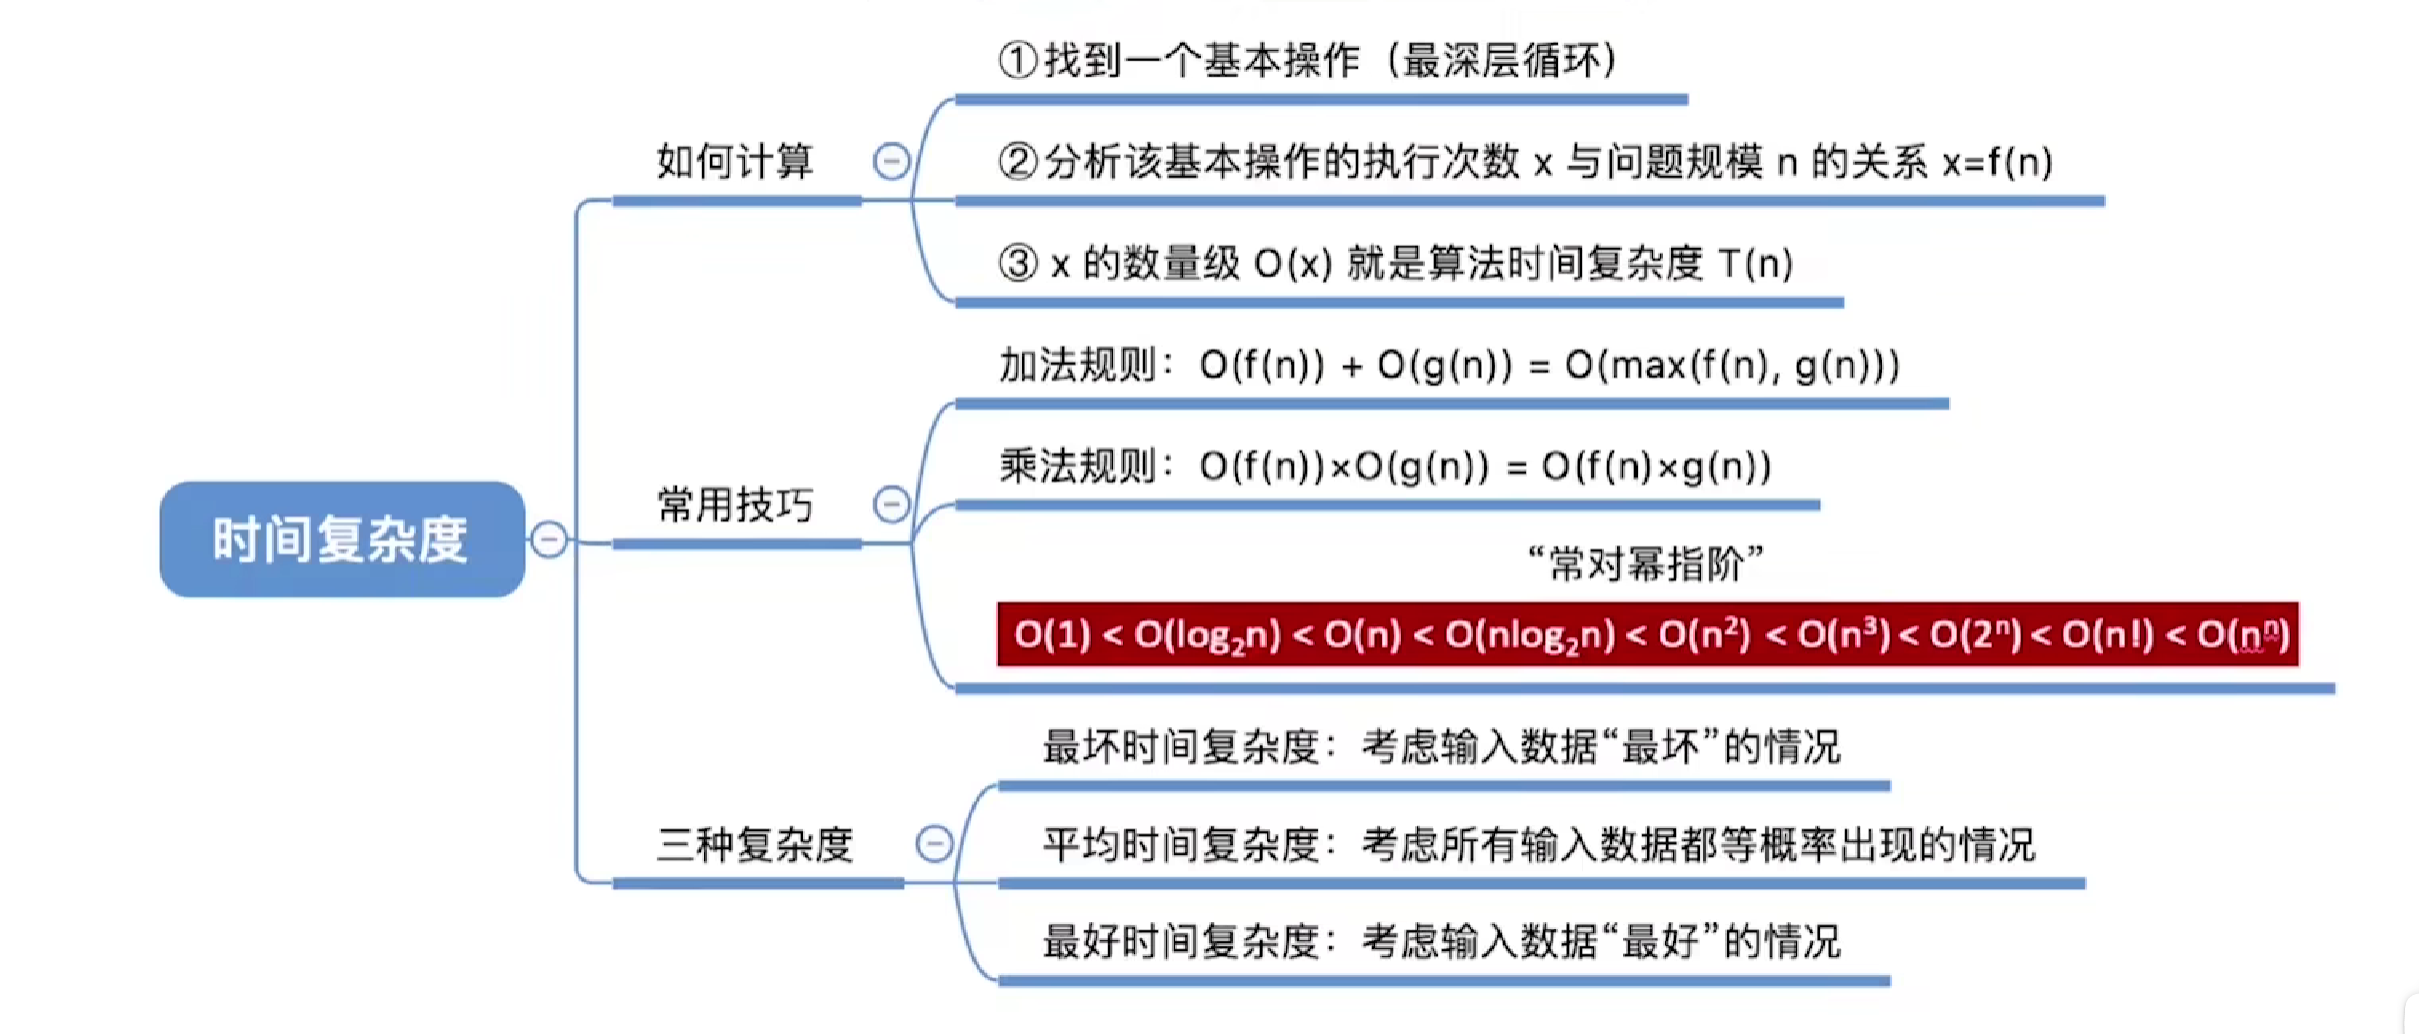 时间复杂度
如何计算
①找到一个基本操作（最深层循环）
②分析该基本操作的执行次数 x 与问题规模 n 的关系 x=f(n)
③ x 的数量级 O(x) 就是算法时间复杂度 T(n)
常用技巧
加法规则：O(f(n)) + O(g(n)) = O(max(f(n), g(n)))
乘法规则：O(f(n))×O(g(n)) = O(f(n)×g(n))
“常对幂指阶”
O(1) < O(log₂n) < O(n) < O(nlog₂n) < O(n²) < O(n³) < O(2ⁿ) < O(n!) < O(nⁿ)
三种复杂度
最坏时间复杂度：考虑输入数据“最坏”的情况
平均时间复杂度：考虑所有输入数据都等概率出现的情况
最好时间复杂度：考虑输入数据“最好”的情况